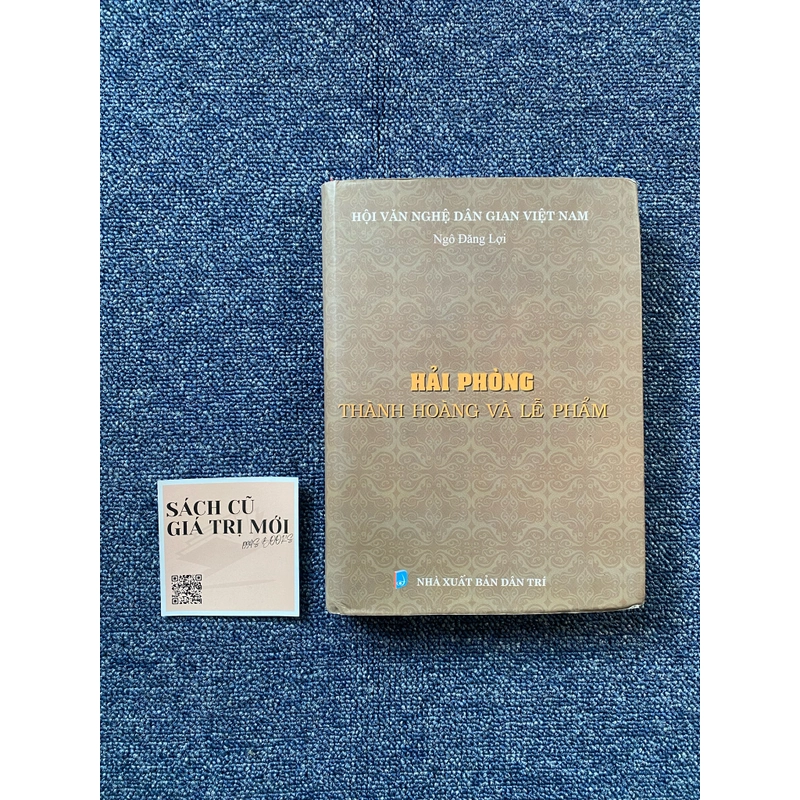 HỘI VĂN NGHỆ DÂN GIAN VIỆT NAM
Ngô Đăng Lợi
HẢI PHÒNG
THÀNH HOÀNG VÀ LỄ PHẨM
NHÀ XUẤT BẢN DÂN TRÍ
SÁCH CŨ
GIÁ TRỊ MỚI